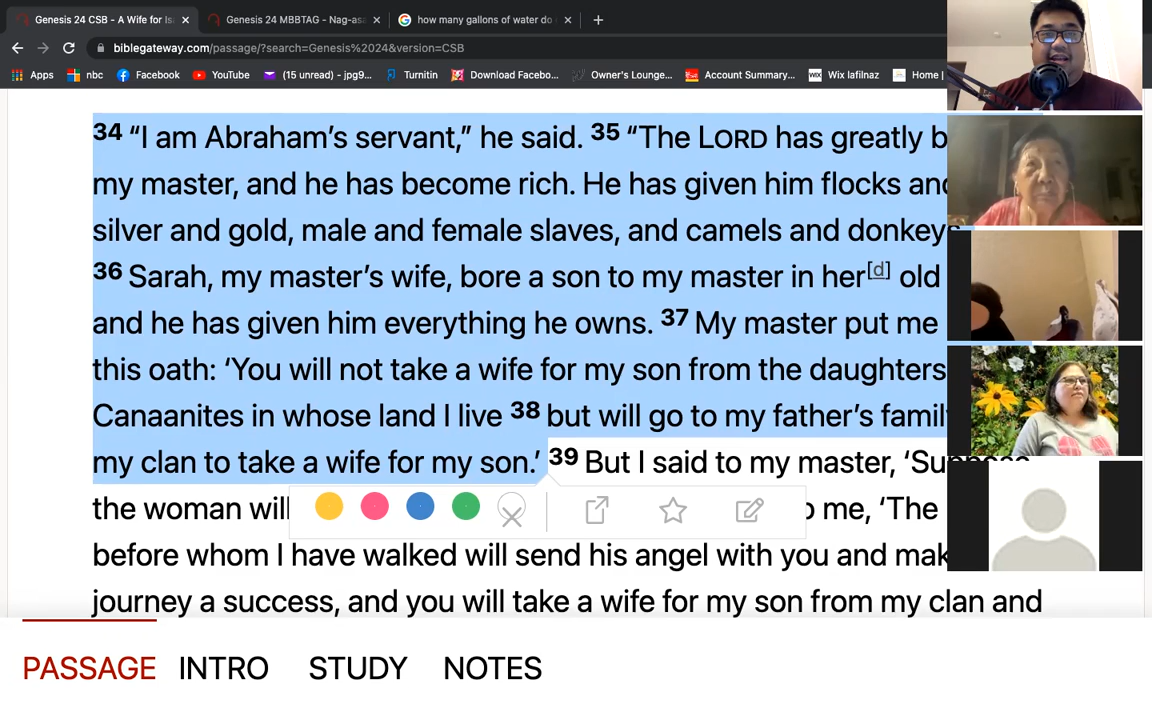 Genesis 24 CSB - A Wife for Isa
Genesis 24 MBBTAG - Nag-asa
how many gallons of water do
biblegateway.com/passage/?search=Genesis%2024&version=CSB
Apps
nbc
Facebook
YouTube
(15 unread) - jpg9...
Turnitin
Download Facebo...
Owner's Lounge...
Account Summary...
WIX
Wix lafilnaz
Home |
34 “I am Abraham’s servant,” he said. 35 “The LORD has greatly b
my master, and he has become rich. He has given him flocks and
silver and gold, male and female slaves, and camels and donkeys.
36 Sarah, my master’s wife, bore a son to my master in her[d] old
and he has given him everything he owns. 37 My master put me
this oath: ‘You will not take a wife for my son from the daughters
Canaanites in whose land I live 38 but will go to my father’s famil
my clan to take a wife for my son.’ 39 But I said to my master, ‘Suppose
the woman will o me, ‘The
before whom I have walked will send his angel with you and mak
journey a success, and you will take a wife for my son from my clan and
PASSAGE INTRO STUDY NOTES